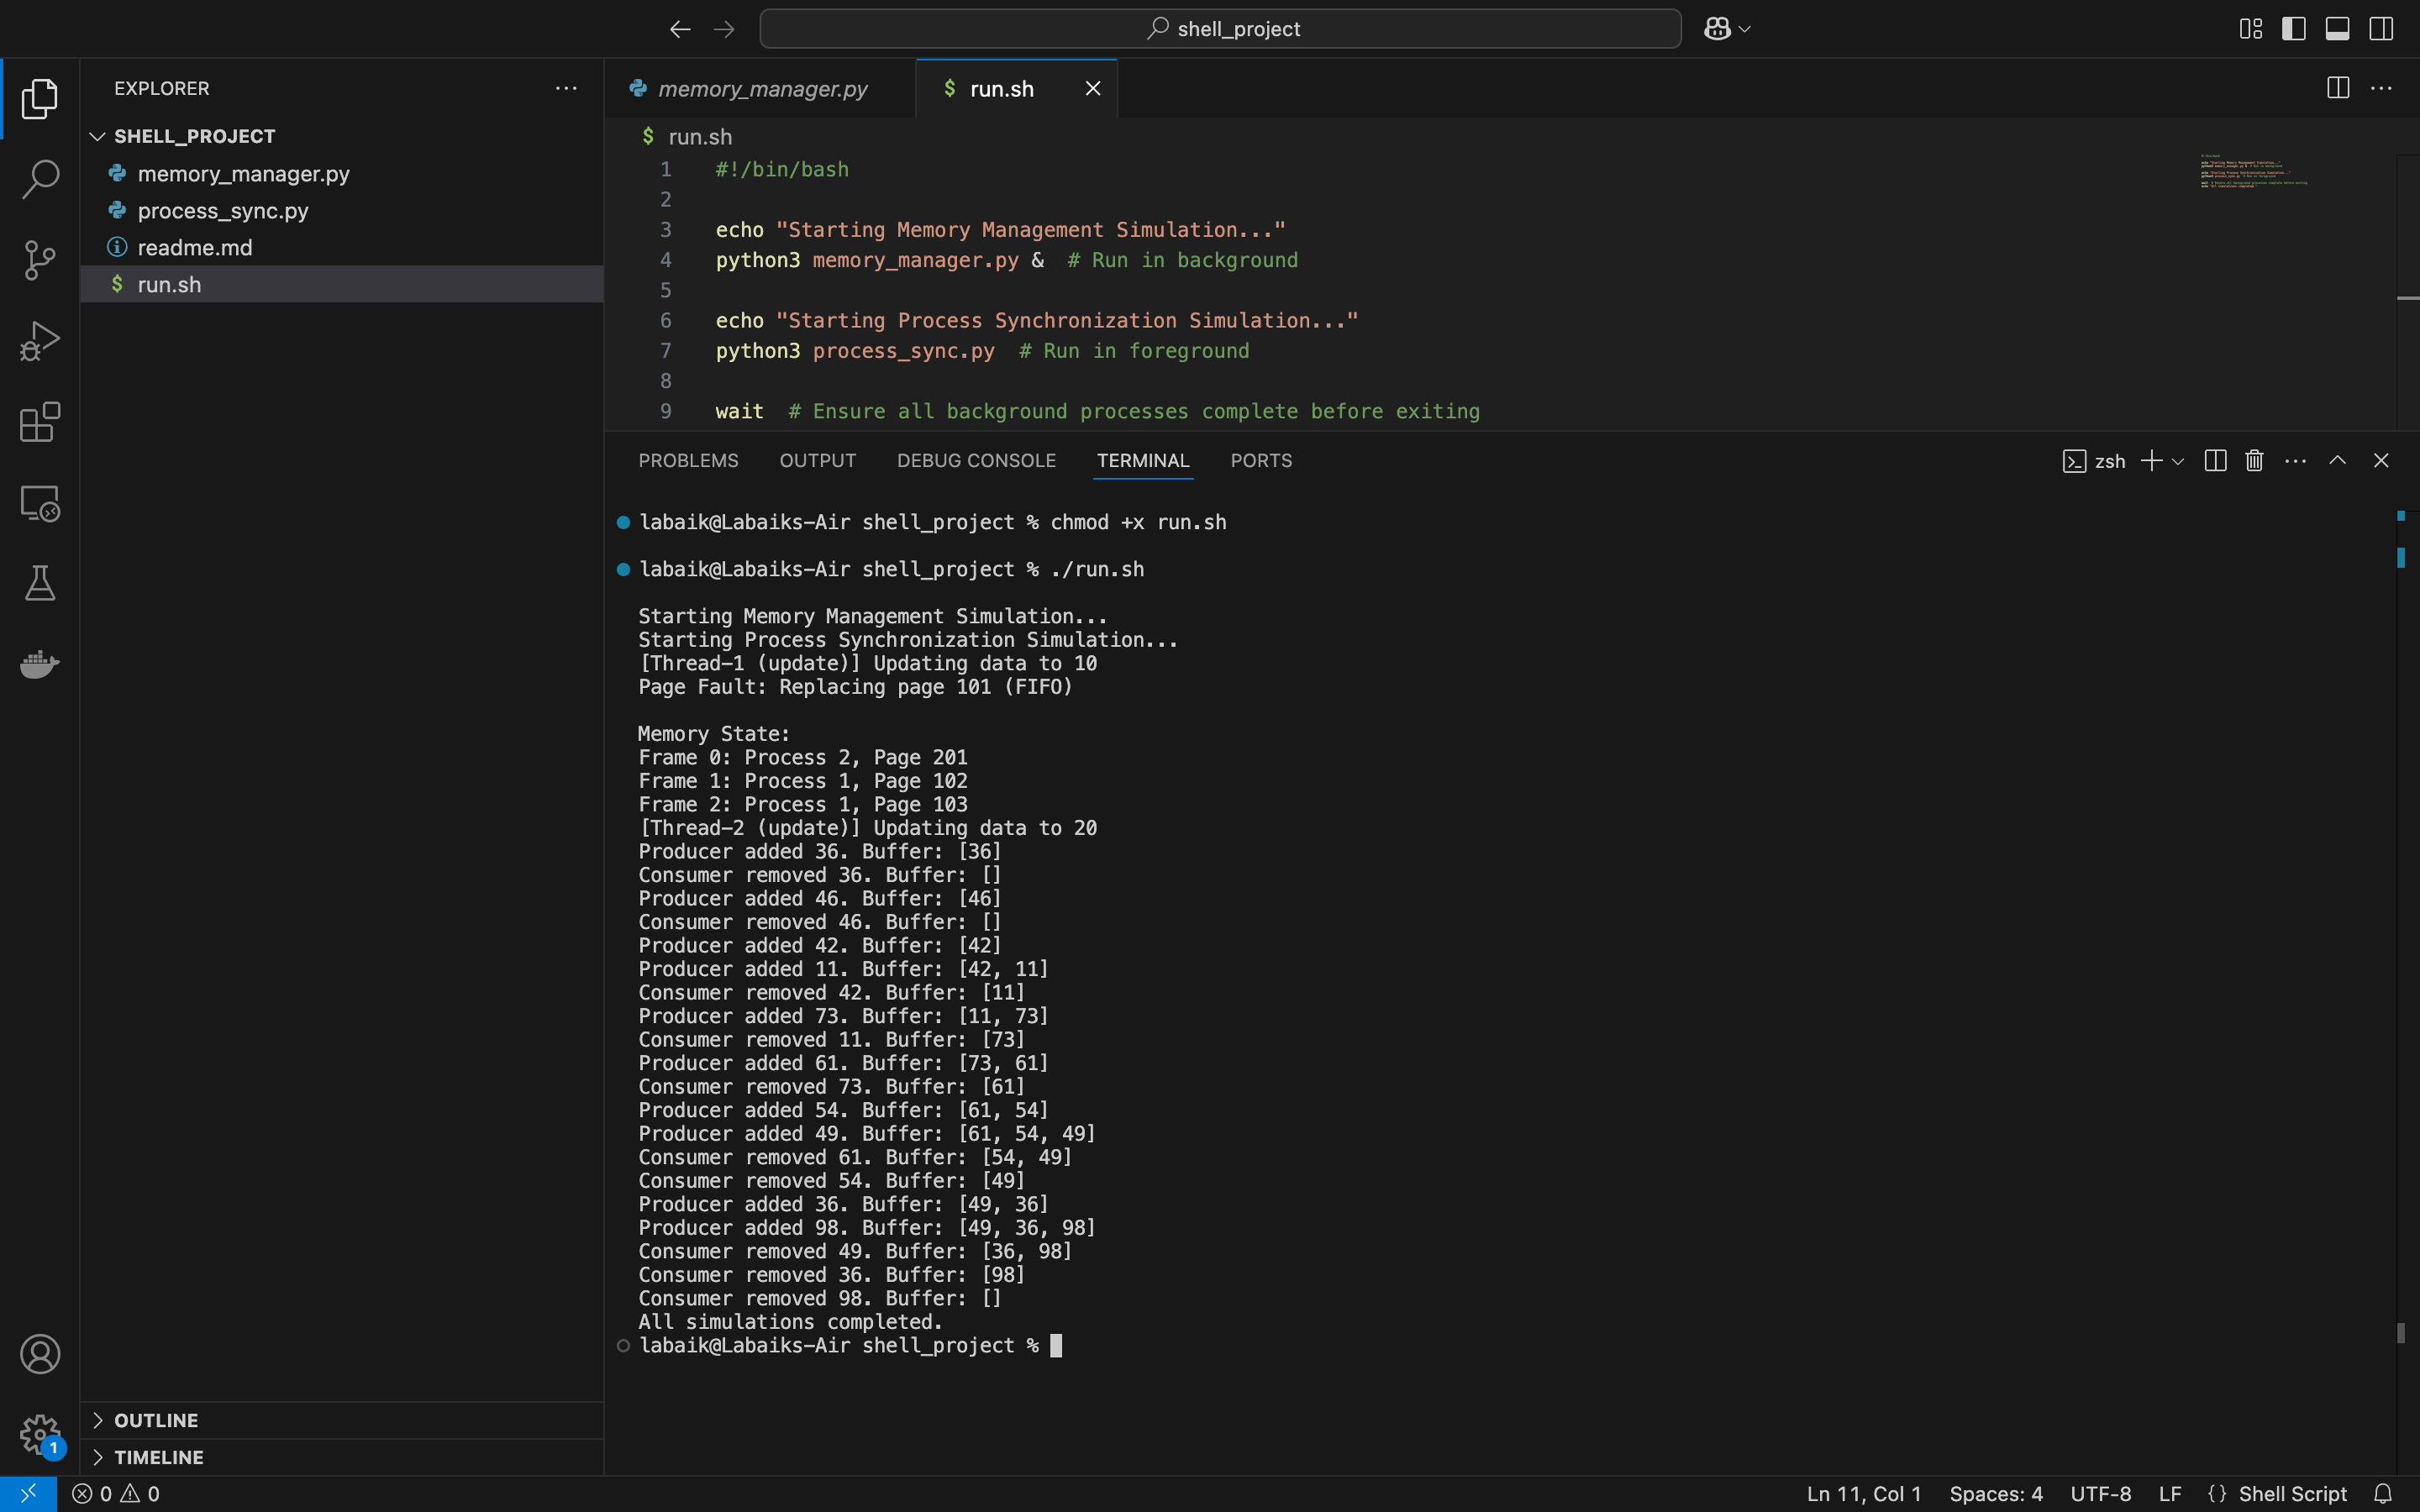 shell_project
EXPLORER
SHELL_PROJECT
memory_manager.py
process_sync.py
readme.md
$ run.sh
OUTLINE
TIMELINE
memory_manager.py
$ run.sh
$ run.sh
1 #!/bin/bash
2
3 echo "Starting Memory Management Simulation..."
4 python3 memory_manager.py & # Run in background
5
6 echo "Starting Process Synchronization Simulation..."
7 python3 process_sync.py # Run in foreground
8
9 wait # Ensure all background processes complete before exiting
PROBLEMS OUTPUT DEBUG CONSOLE TERMINAL PORTS
zsh
labaik@Labaiks-Air shell_project % chmod +x run.sh
labaik@Labaiks-Air shell_project % ./run.sh
Starting Memory Management Simulation...
Starting Process Synchronization Simulation...
[Thread-1 (update)] Updating data to 10
Page Fault: Replacing page 101 (FIFO)
Memory State:
Frame 0: Process 2, Page 201
Frame 1: Process 1, Page 102
Frame 2: Process 1, Page 103
[Thread-2 (update)] Updating data to 20
Producer added 36. Buffer: [36]
Consumer removed 36. Buffer: []
Producer added 46. Buffer: [46]
Consumer removed 46. Buffer: []
Producer added 42. Buffer: [42]
Producer added 11. Buffer: [42, 11]
Consumer removed 42. Buffer: [11]
Producer added 73. Buffer: [11, 73]
Consumer removed 11. Buffer: [73]
Producer added 61. Buffer: [73, 61]
Consumer removed 73. Buffer: [61]
Producer added 54. Buffer: [61, 54]
Producer added 49. Buffer: [61, 54, 49]
Consumer removed 61. Buffer: [54, 49]
Consumer removed 54. Buffer: [49]
Producer added 36. Buffer: [49, 36]
Producer added 98. Buffer: [49, 36, 98]
Consumer removed 49. Buffer: [36, 98]
Consumer removed 36. Buffer: [98]
Consumer removed 98. Buffer: []
All simulations completed.
labaik@Labaiks-Air shell_project %
1
0 0
Ln 11, Col 1 Spaces: 4 UTF-8 LF {} Shell Script